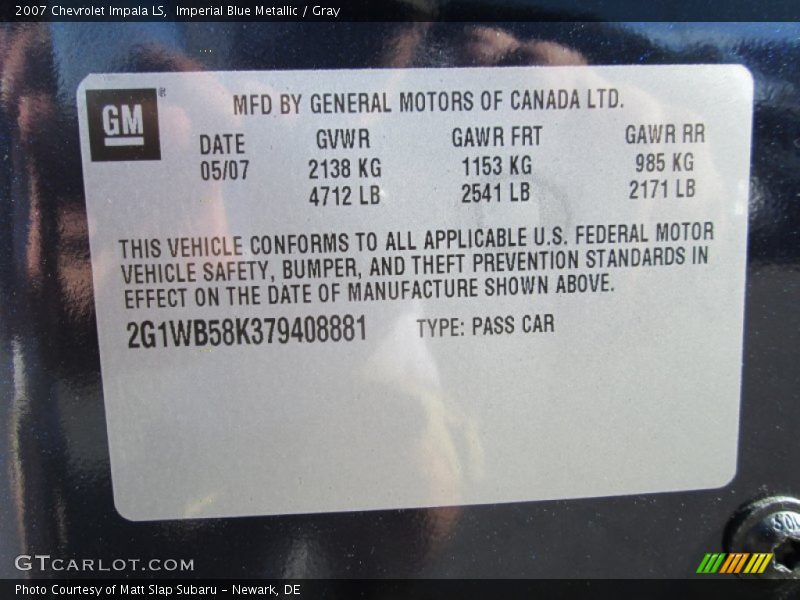 2007 Chevrolet Impala LS,  Imperial Blue Metallic / Gray
GM
MFD BY GENERAL MOTORS OF CANADA LTD.
DATE GVWR GAWR FRT GAWR RR
05/07 2138 KG 1153 KG 985 KG
4712 LB 2541 LB 2171 LB
THIS VEHICLE CONFORMS TO ALL APPLICABLE U.S. FEDERAL MOTOR
VEHICLE SAFETY, BUMPER, AND THEFT PREVENTION STANDARDS IN
EFFECT ON THE DATE OF MANUFACTURE SHOWN ABOVE.
2G1WB58K379408881 TYPE: PASS CAR
GTCARLOT.COM
Photo Courtesy of Matt Slap Subaru - Newark, DE